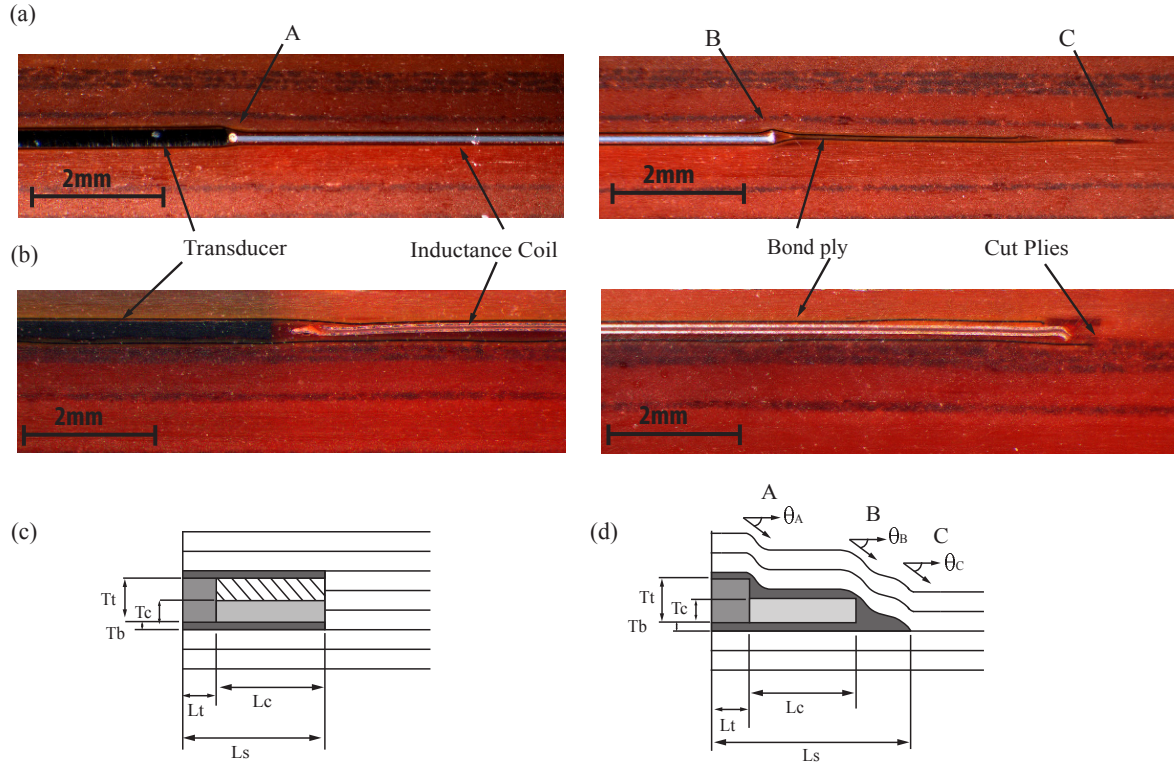 (a)
A
B
C
2mm
2mm
Transducer
Inductance Coil
Bond ply
Cut Plies
(b)
2mm
2mm
(c)
Tt
Tc
Tb
Lt
Lc
Ls
(d)
A
θA
B
θB
C
θC
Tt
Tc
Tb
Lt
Lc
Ls